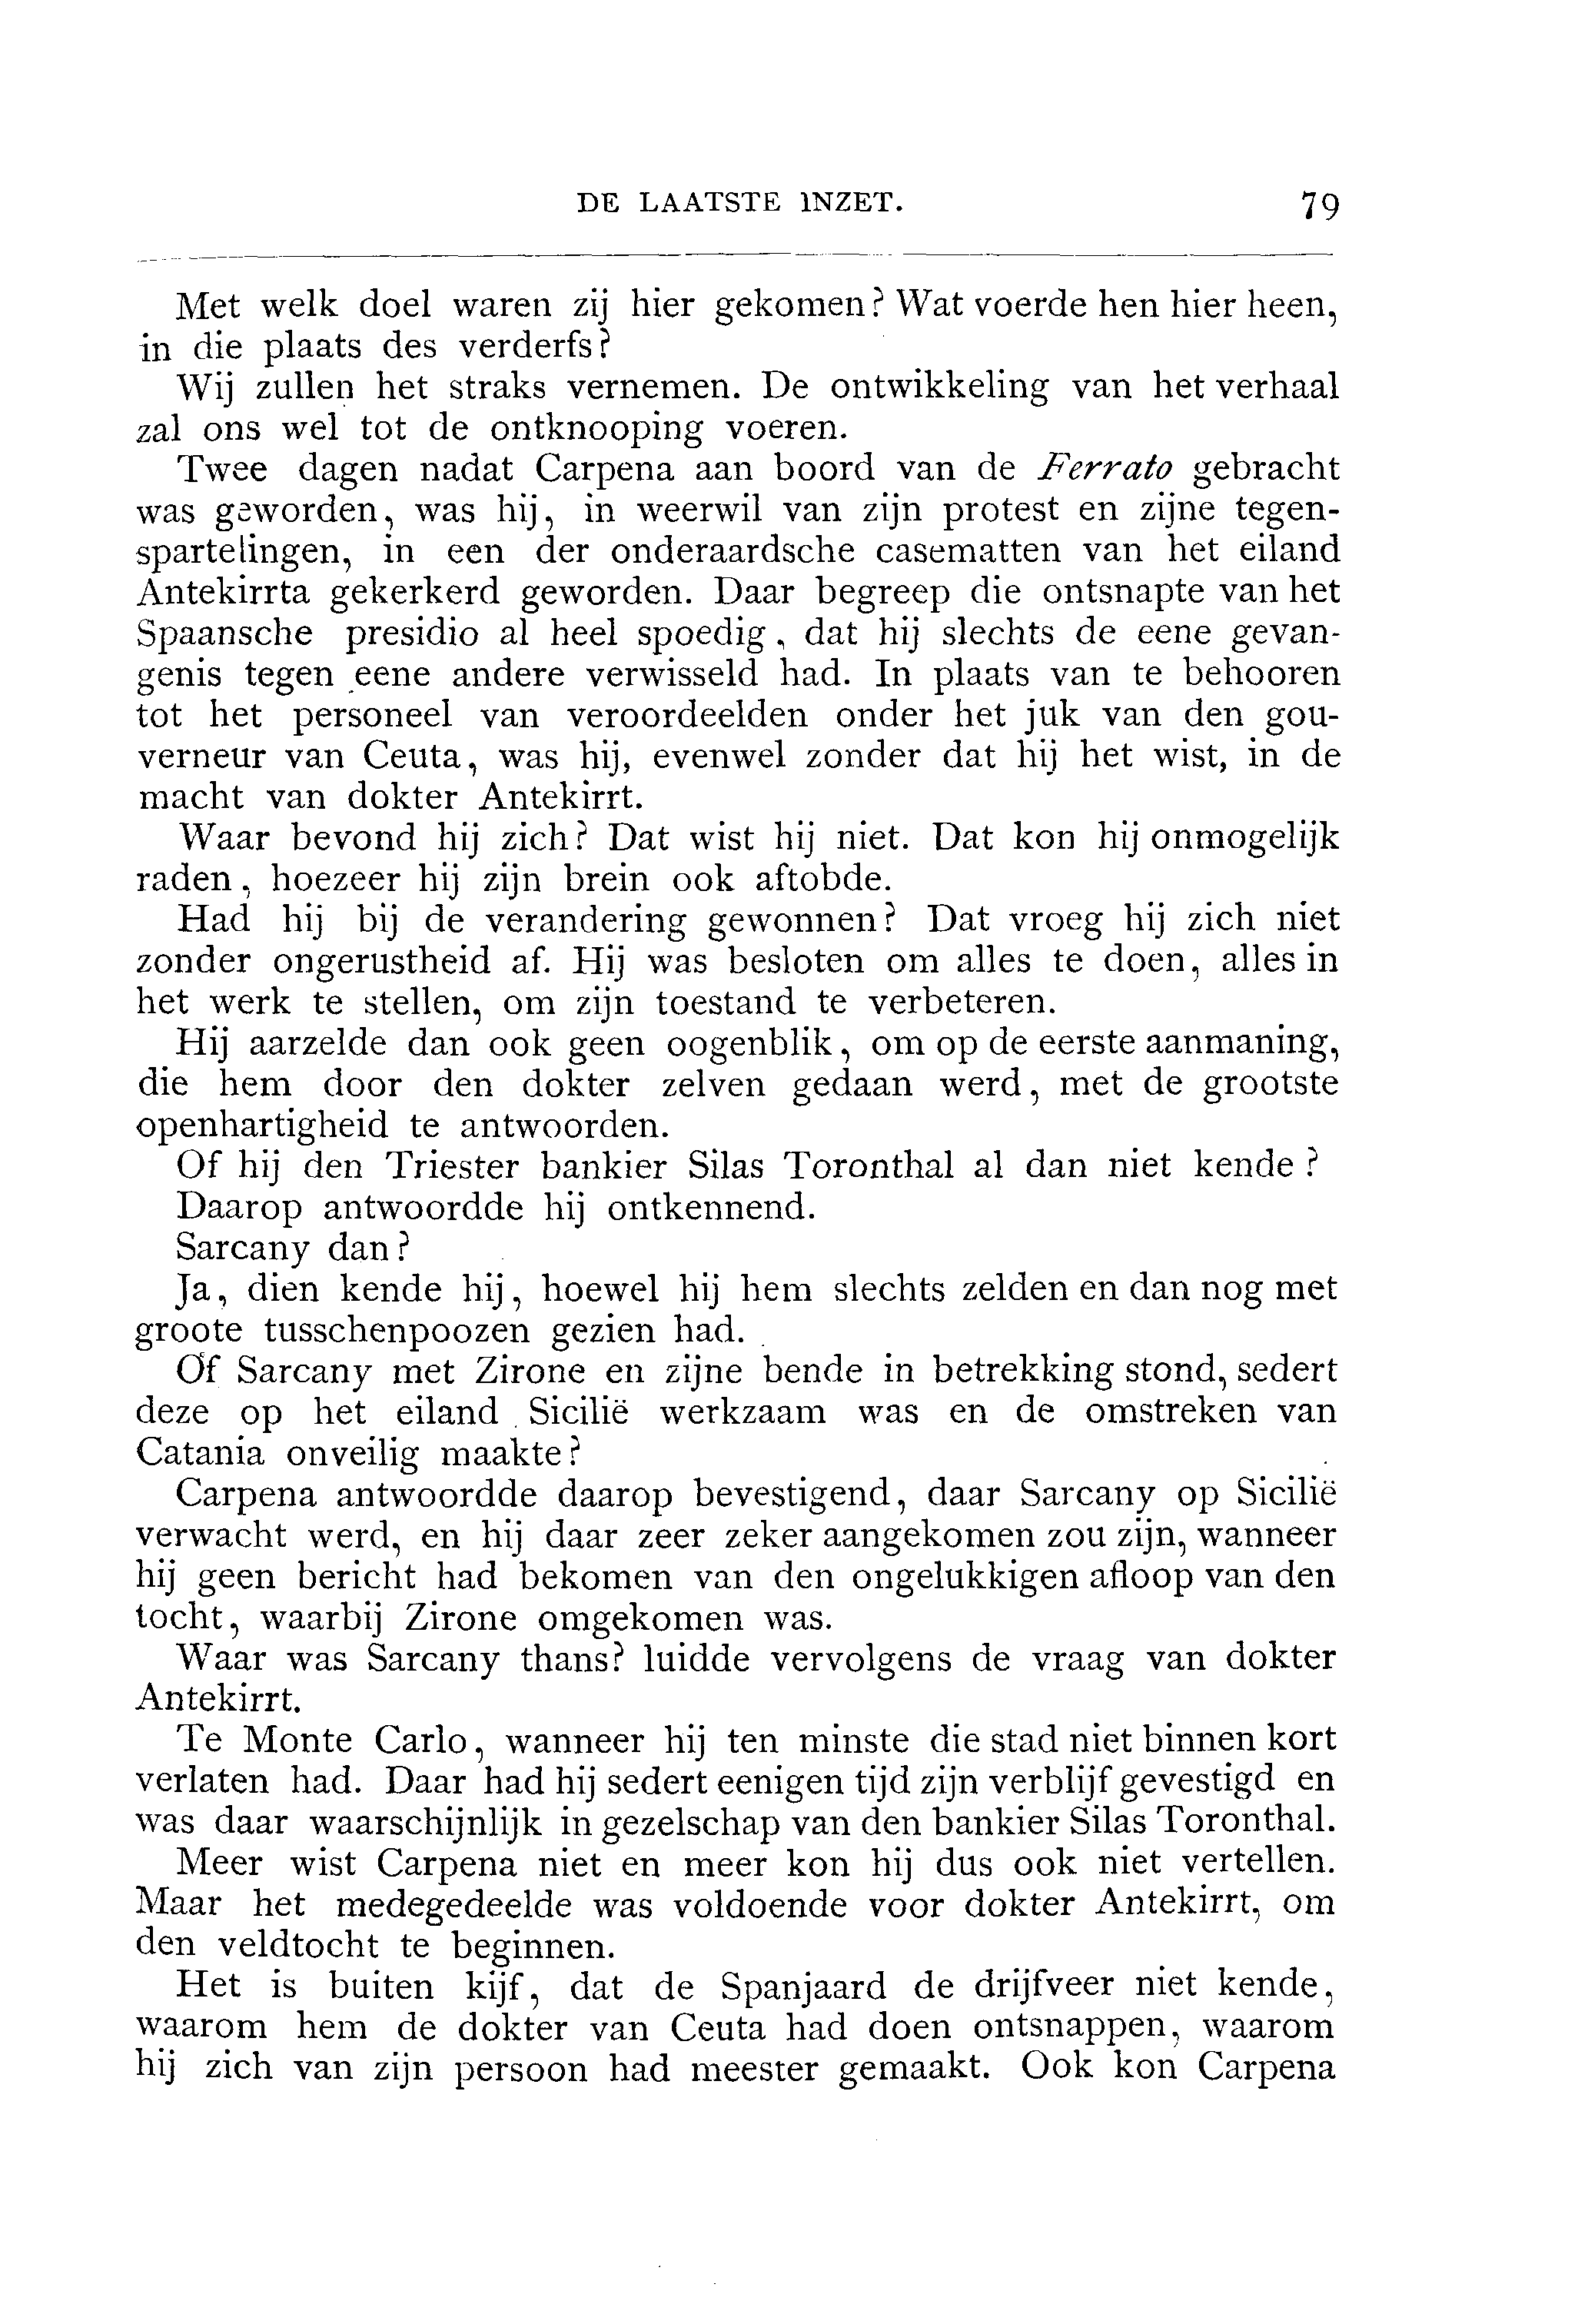 DE LAATSTE INZET. 79
Met welk doel waren zij hier gekomen? Wat voerde hen hier heen,
in die plaats des verderfs?
Wij zullen het straks vernemen. De ontwikkeling van het verhaal
zal ons wel tot de ontknooping voeren.
Twee dagen nadat Carpena aan boord van de Ferrato gebracht
was geworden, was hij, in weerwil van zijn protest en zijne tegen-
spartelingen, in een der onderaardsche casematten van het eiland
Antekirrta gekerkerd geworden. Daar begreep die ontsnapte van het
Spaansche presidio al heel spoedig, dat hij slechts de eene gevan-
genis tegen eene andere verwisseld had. In plaats van te behooren
tot het personeel van veroordeelden onder het juk van den gou-
verneur van Ceuta, was hij, evenwel zonder dat hij het wist, in de
macht van dokter Antekirrt.
Waar bevond hij zich? Dat wist hij niet. Dat kon hij onmogelijk
raden, hoezeer hij zijn brein ook aftobde.
Had hij bij de verandering gewonnen? Dat vroeg hij zich niet
zonder ongerustheid af. Hij was besloten om alles te doen, alles in
het werk te stellen, om zijn toestand te verbeteren.
Hij aarzelde dan ook geen oogenblik, om op de eerste aanmaning,
die hem door den dokter zelven gedaan werd, met de grootste
openhartigheid te antwoorden.
Of hij den Triester bankier Silas Toronthal al dan niet kende?
Daarop antwoordde hij ontkennend.
Sarcany dan?
Ja, dien kende hij, hoewel hij hem slechts zelden en dan nog met
groote tusschenpoozen gezien had.
Of Sarcany met Zirone en zijne bende in betrekking stond, sedert
deze op het eiland Sicilië werkzaam was en de omstreken van
Catania onveilig maakte?
Carpena antwoordde daarop bevestigend, daar Sarcany op Sicilië
verwacht werd, en hij daar zeer zeker aangekomen zou zijn, wanneer
hij geen bericht had bekomen van den ongelukkigen afloop van den
tocht, waarbij Zirone omgekomen was.
Waar was Sarcany thans? luidde vervolgens de vraag van dokter
Antekirrt.
Te Monte Carlo, wanneer hij ten minste die stad niet binnen kort
verlaten had. Daar had hij sedert eenigen tijd zijn verblijf gevestigd en
was daar waarschijnlijk in gezelschap van den bankier Silas Toronthal.
Meer wist Carpena niet en meer kon hij dus ook niet vertellen.
Maar het medegedeelde was voldoende voor dokter Antekirrt, om
den veldtocht te beginnen.
Het is buiten kijf, dat de Spanjaard de drijfveer niet kende,
waarom hem de dokter van Ceuta had doen ontsnappen, waarom
hij zich van zijn persoon had meester gemaakt. Ook kon Carpena